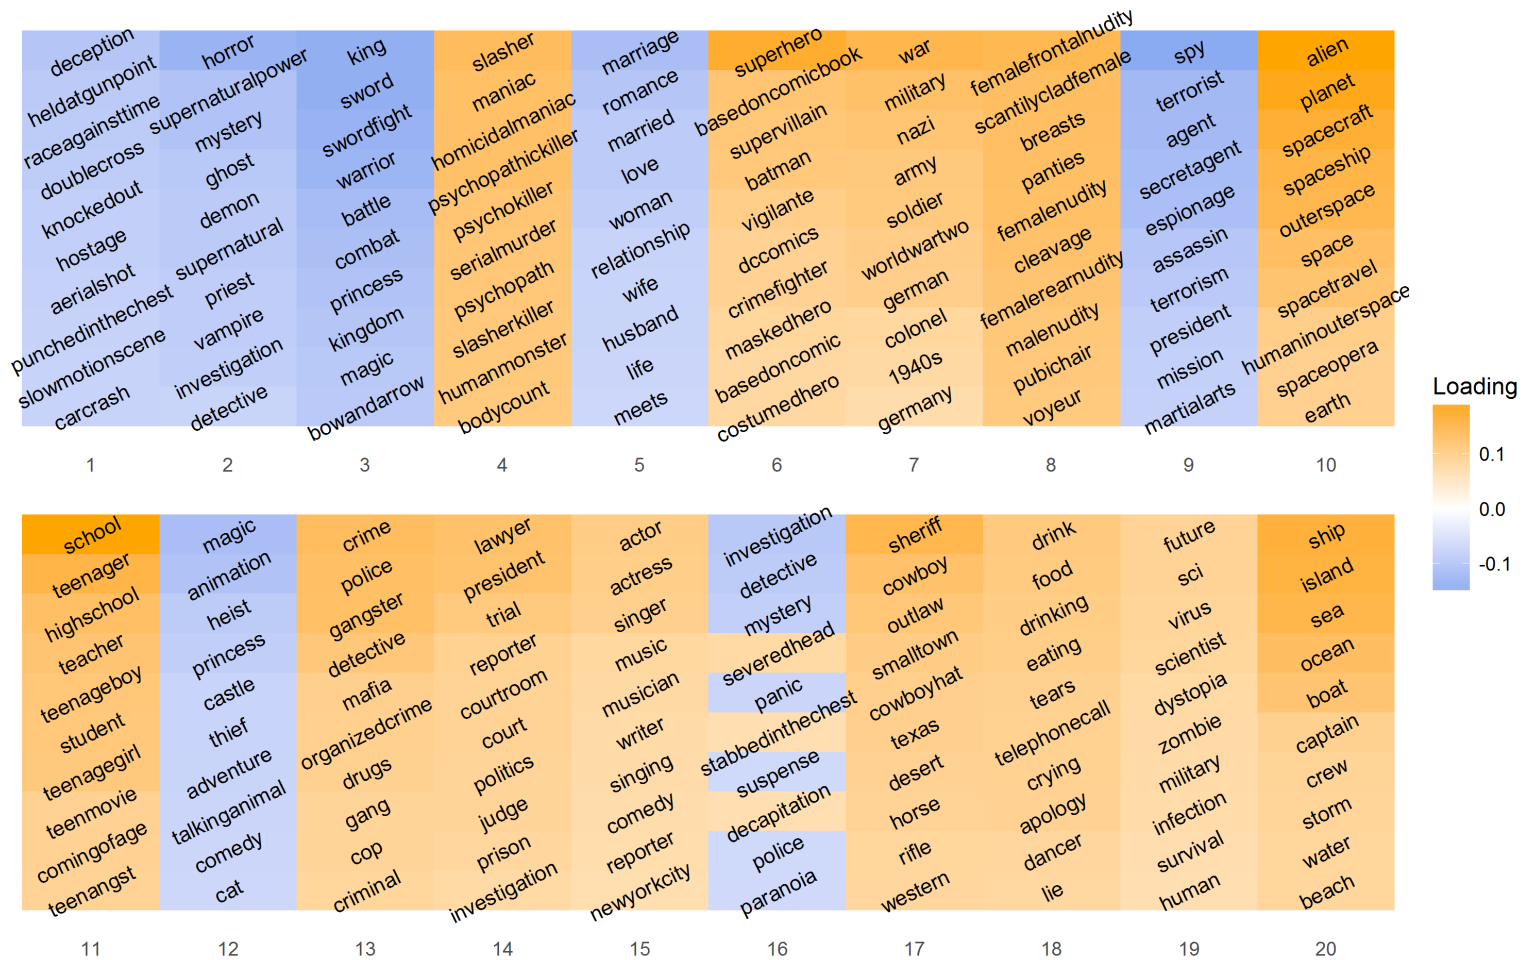 deception horror king slasher marriage superhero war femalefrontalnudity spy alien
heldatgunpoint supernaturalpower sword maniac romance basedoncomicbook military scantilycladfemale terrorist planet
raceagainsttime mystery swordfight homicidalmaniac married supervillain nazi breasts agent spacecraft
doublecross ghost warrior psychopathickiller love batman army panties secretagent spaceship
knockedout demon battle psychokiller woman vigilante soldier femalenudity espionage outerspace
hostage supernatural combat serialmurder relationship dccomics worldwartwo cleavage assassin space
aerialshot priest princess psychopath wife crimefighter german femalerearnudity terrorism spacetravel
punchedinthechest vampire kingdom slasherkiller husband maskedhero colonel malenudity president humaninouterspace
slowmotionscene investigation magic humanmonster life basedoncomic 1940s pubichair mission spaceopera
carcrash detective bowandarrow bodycount meets costumedhero germany voyeur martialarts earth
1 2 3 4 5 6 7 8 9 10
school magic crime lawyer actor investigation sheriff drink future ship
teenager animation police president actress detective cowboy food sci island
highschool heist gangster trial singer mystery outlaw drinking virus sea
teacher princess detective reporter music severedhead smalltown eating scientist ocean
teenageboy castle mafia courtroom musician panic cowboyhat tears dystopia boat
student thief organizedcrime court writer stabbedinthechest texas telephonecall zombie captain
teenagegirl adventure drugs politics singing suspense desert crying military crew
teenmovie talkinganimal gang judge comedy decapitation horse apology infection storm
comingofage comedy cop prison reporter police rifle dancer survival water
teenangst cat criminal investigation newyorkcity paranoia western lie human beach
11 12 13 14 15 16 17 18 19 20
Loading
0.1
0.0
-0.1